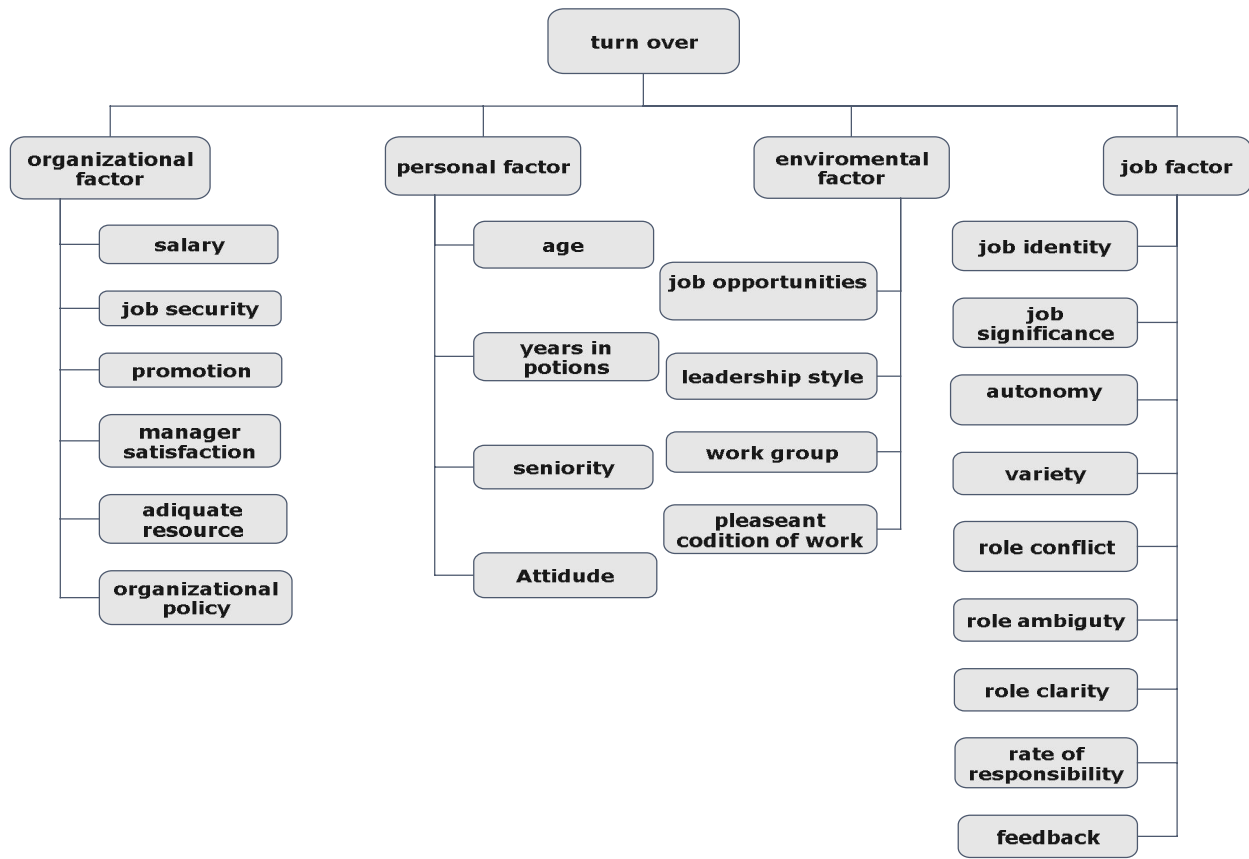 turn over
organizational
factor
salary
job security
promotion
manager
satisfaction
adiquate
resource
organizational
policy
personal factor
age
years in
potions
seniority
Attidude
enviromental
factor
job opportunities
leadership style
work group
pleaseant
codition of work
job factor
job identity
job
significance
autonomy
variety
role conflict
role ambiguty
role clarity
rate of
responsibility
feedback